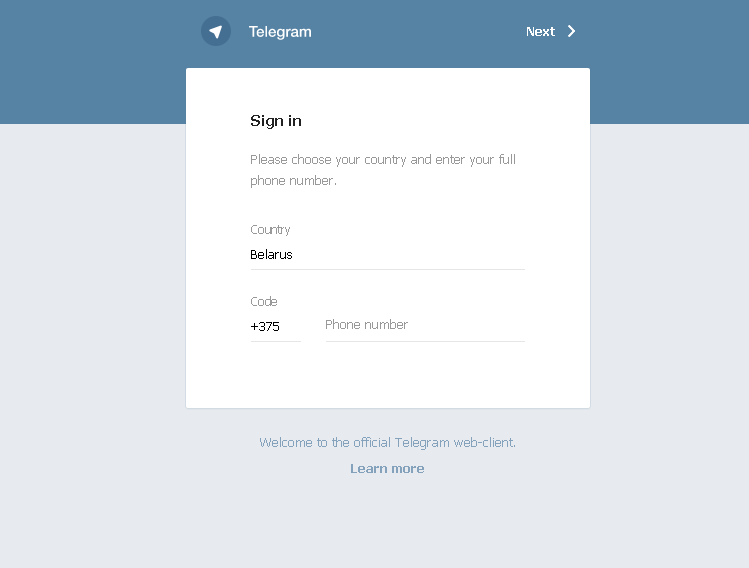 Telegram
Next
Sign in
Please choose your country and enter your full
phone number.
Country
Belarus
Code
+375
Phone number
Welcome to the official Telegram web-client.
Learn more